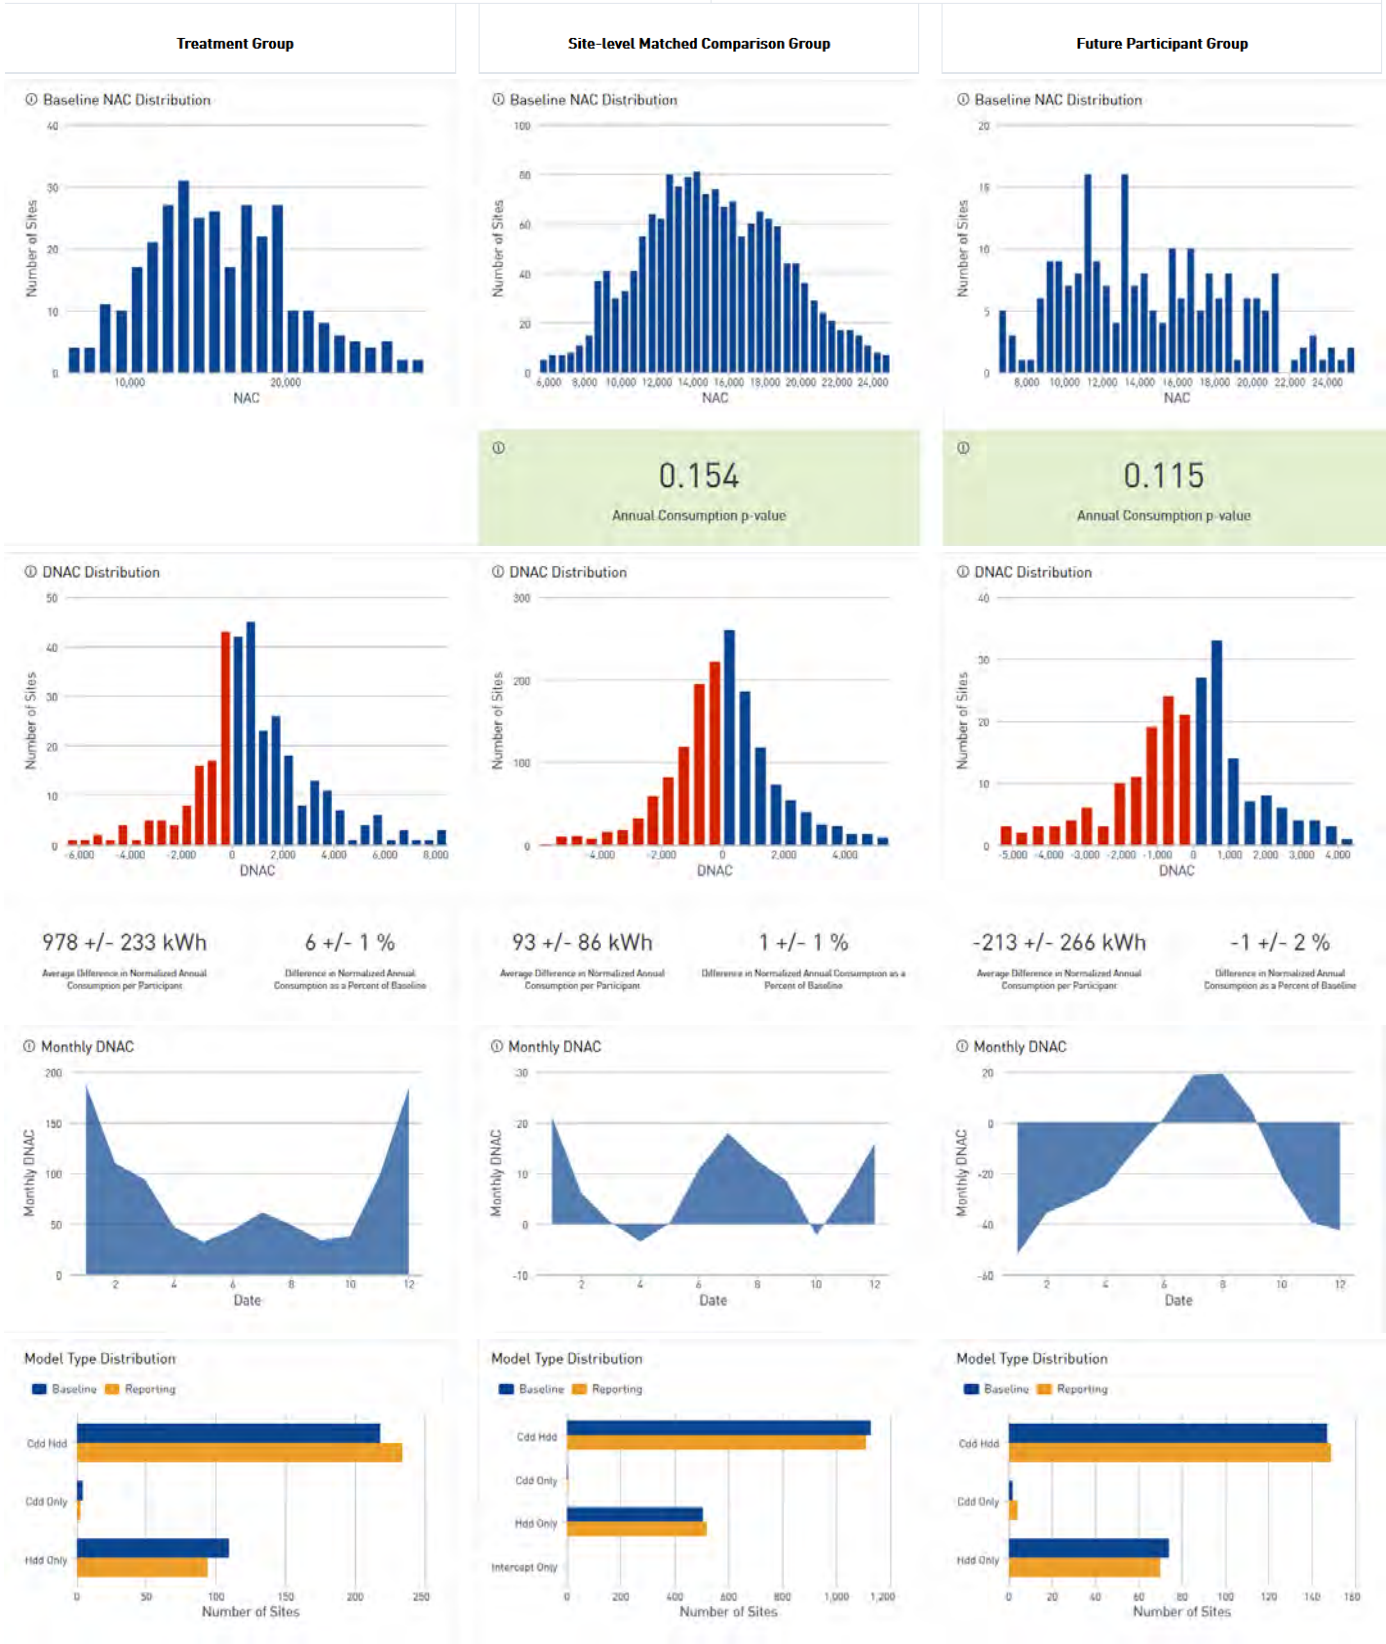 Treatment Group
Site-level Matched Comparison Group
Future Participant Group
Baseline NAC Distribution
40
30
20
10
0
Number of Sites
10,000 20,000
NAC
Baseline NAC Distribution
100
80
60
40
20
0
Number of Sites
6,000 8,000 10,000 12,000 14,000 16,000 18,000 20,000 22,000 24,000
NAC
Baseline NAC Distribution
20
15
10
5
0
Number of Sites
8,000 10,000 12,000 14,000 16,000 18,000 20,000 22,000 24,000
NAC
0.154
Annual Consumption p-value
0.115
Annual Consumption p-value
DNAC Distribution
50
40
30
20
10
0
Number of Sites
-6,000 -4,000 -2,000 0 2,000 4,000 6,000 8,000
DNAC
DNAC Distribution
300
200
100
0
Number of Sites
-4,000 -2,000 0 2,000 4,000
DNAC
DNAC Distribution
40
30
20
10
0
Number of Sites
-5,000 -4,000 -3,000 -2,000 -1,000 0 1,000 2,000 3,000 4,000
DNAC
978 +/- 233 kWh
Average Difference in Normalized Annual
Consumption per Participant
6 +/- 1 %
Difference in Normalized Annual
Consumption as a Percent of Baseline
93 +/- 86 kWh
Average Difference in Normalized Annual
Consumption per Participant
1 +/- 1 %
Difference in Normalized Annual Consumption as a
Percent of Baseline
-213 +/- 266 kWh
Average Difference in Normalized Annual
Consumption per Participant
-1 +/- 2 %
Difference in Normalized Annual
Consumption as a Percent of Baseline
Monthly DNAC
200
150
100
50
0
Monthly DNAC
2 4 6 8 10 12
Date
Monthly DNAC
30
20
10
0
-10
Monthly DNAC
2 4 6 8 10 12
Date
Monthly DNAC
20
0
-20
-40
-60
Monthly DNAC
2 4 6 8 10 12
Date
Model Type Distribution
Baseline Reporting
Cdd Hdd
Cdd Only
Hdd Only
0 50 100 150 200 250
Number of Sites
Model Type Distribution
Baseline Reporting
Cdd Hdd
Cdd Only
Hdd Only
Intercept Only
0 200 400 600 800 1,000 1,200
Number of Sites
Model Type Distribution
Baseline Reporting
Cdd Hdd
Cdd Only
Hdd Only
0 20 40 60 80 100 120 140 160
Number of Sites